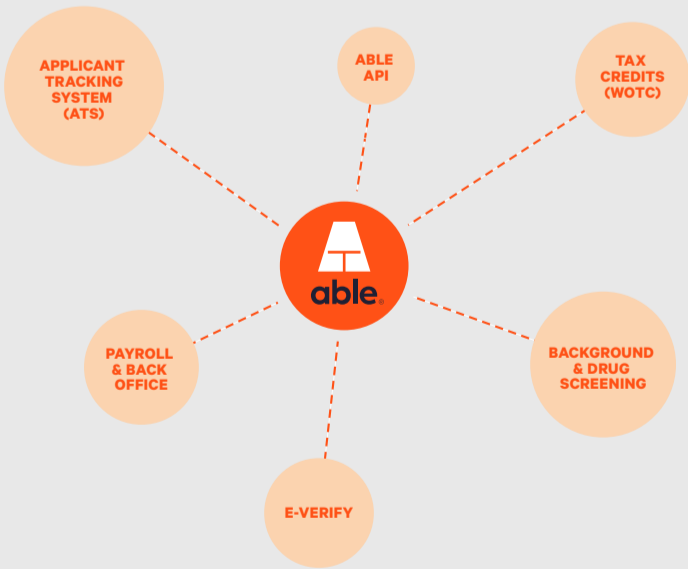 APPLICANT
TRACKING
SYSTEM
(ATS)
ABLE
API
TAX
CREDITS
(WOTC)
able®
PAYROLL
& BACK
OFFICE
BACKGROUND
& DRUG
SCREENING
E-VERIFY